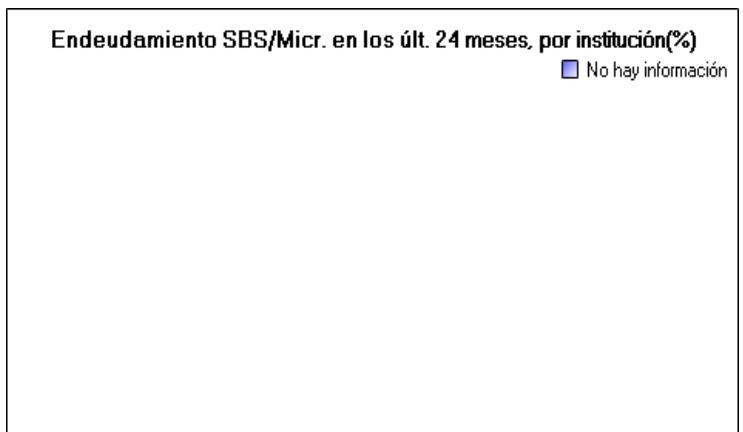 Endeudamiento SBS/Micr. en los últ. 24 meses, por institución(%)
No hay información